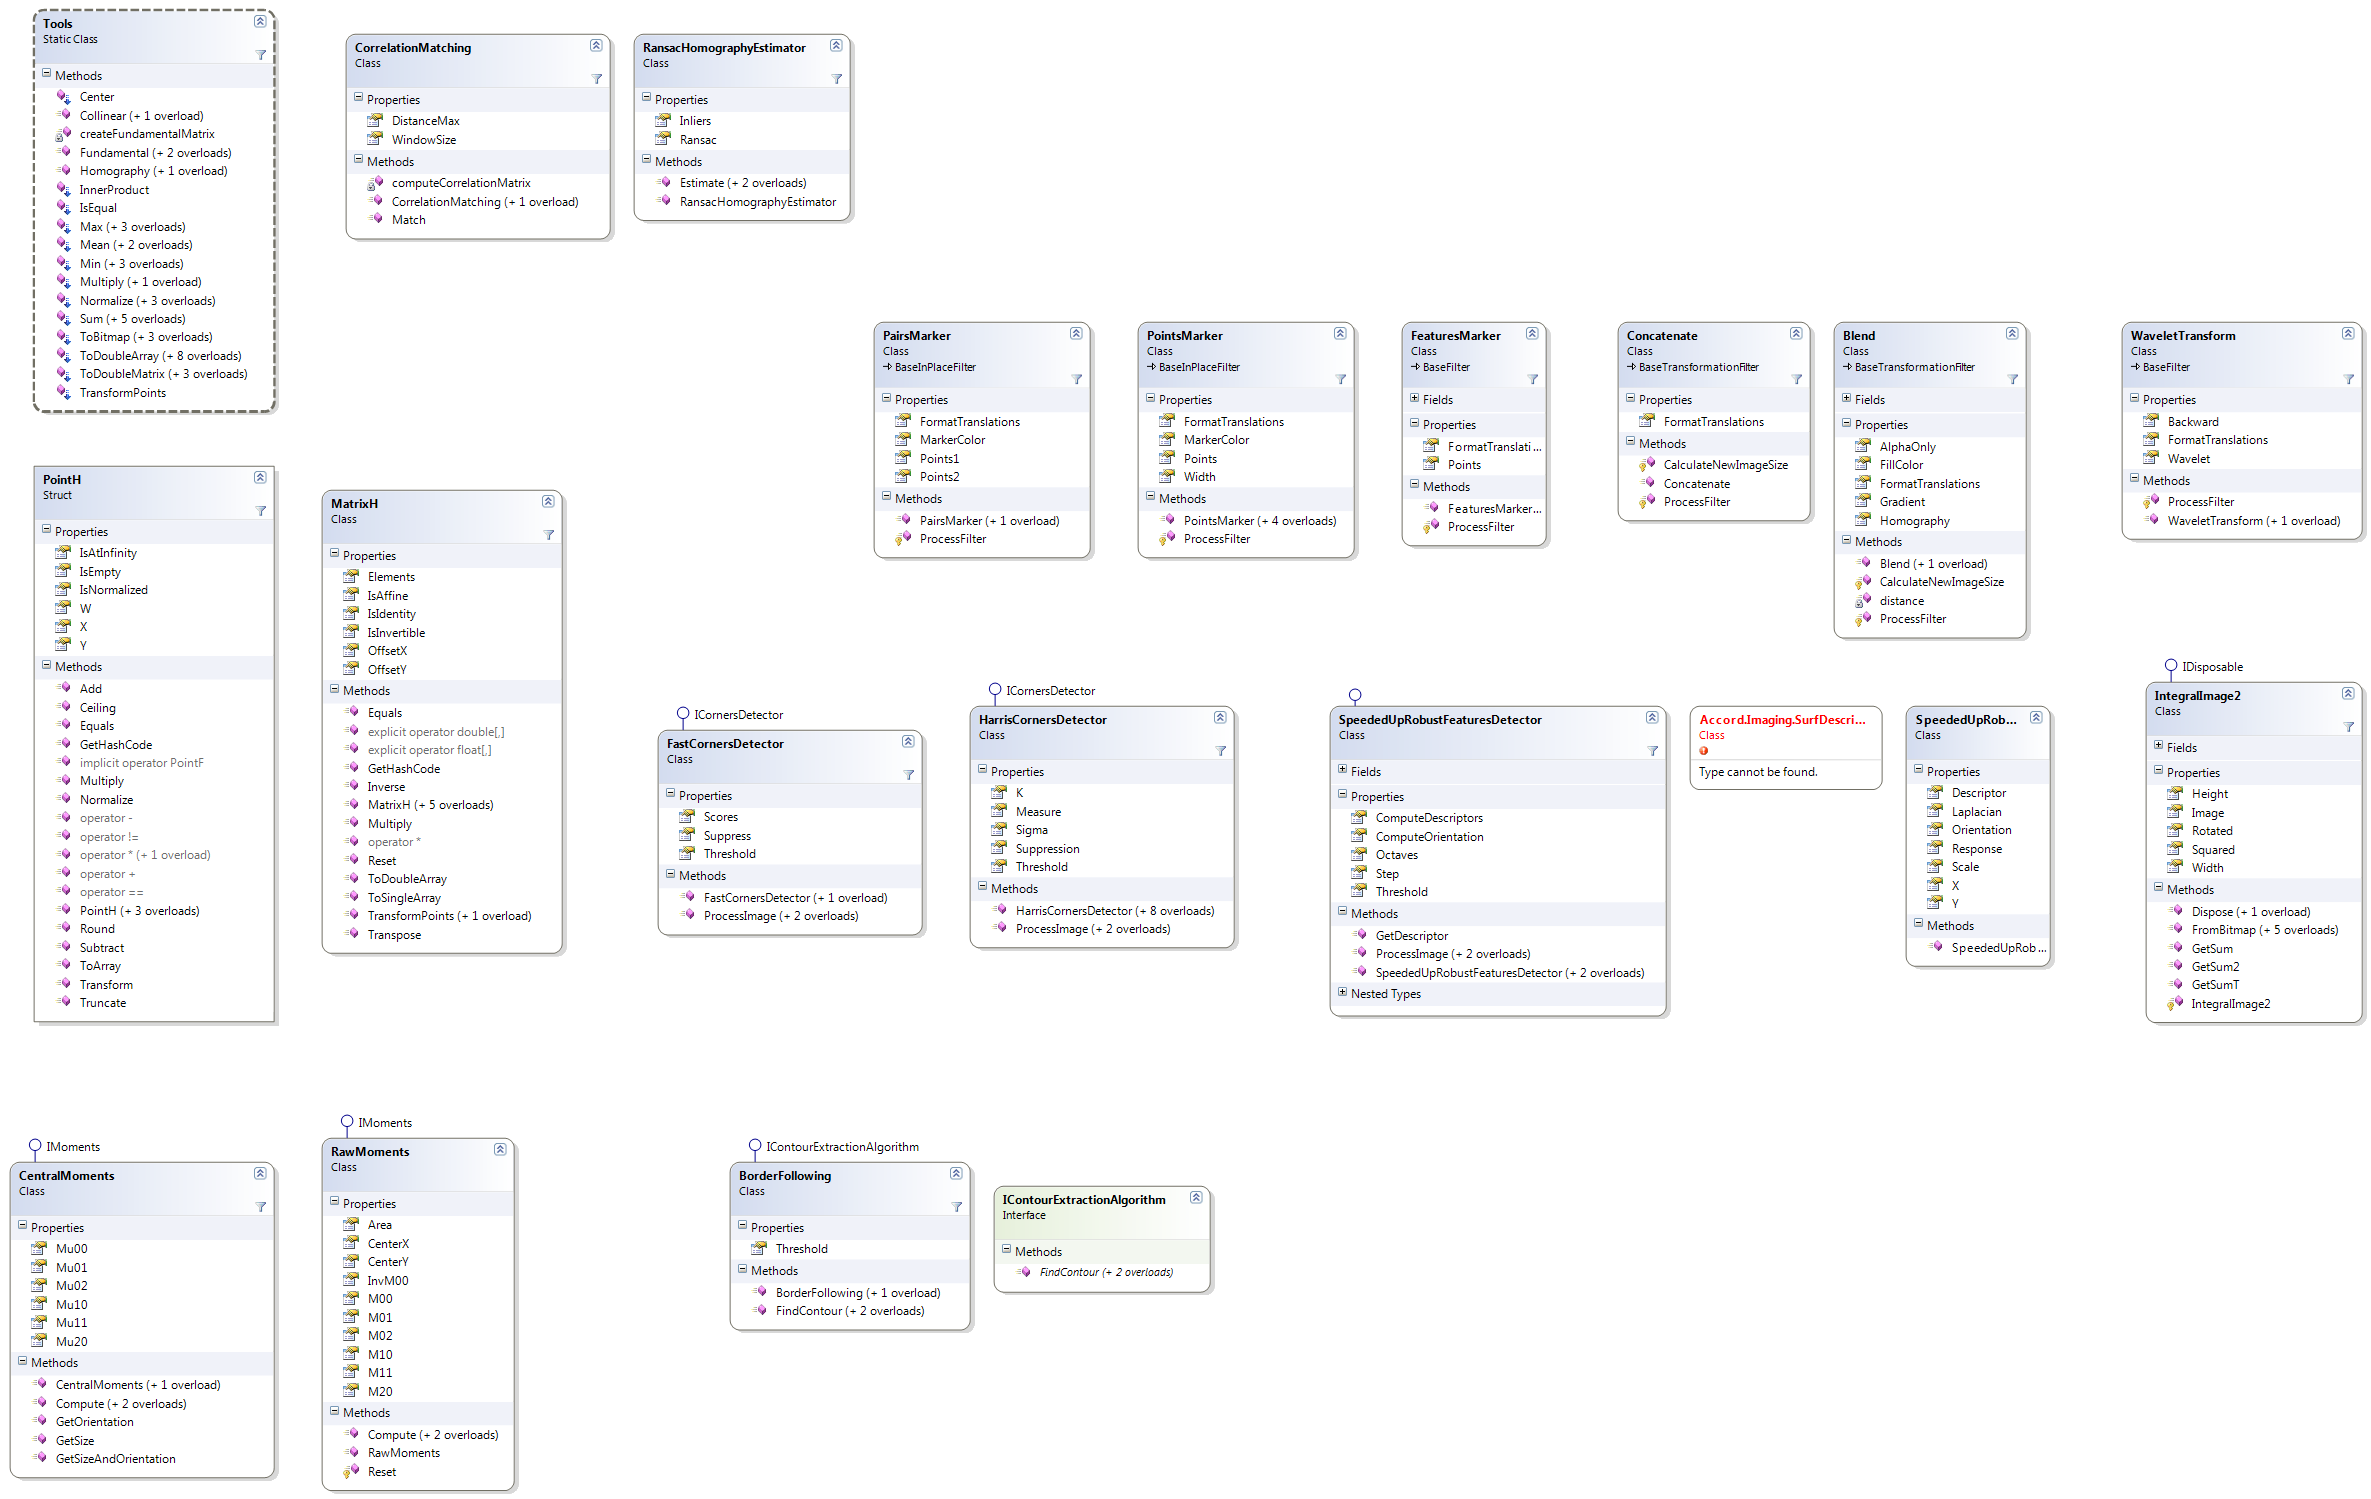 Tools
Static Class
Methods
Center
Collinear (+ 1 overload)
createFundamentalMatrix
Fundamental (+ 2 overloads)
Homography (+ 1 overload)
InnerProduct
IsEqual
Max (+ 3 overloads)
Mean (+ 2 overloads)
Min (+ 3 overloads)
Multiply (+ 1 overload)
Normalize (+ 3 overloads)
Sum (+ 5 overloads)
ToBitmap (+ 3 overloads)
ToDoubleArray (+ 8 overloads)
ToDoubleMatrix (+ 3 overloads)
TransformPoints
CorrelationMatching
Class
Properties
DistanceMax
WindowSize
Methods
computeCorrelationMatrix
CorrelationMatching (+ 1 overload)
Match
RansacHomographyEstimator
Class
Properties
Inliers
Ransac
Methods
Estimate (+ 2 overloads)
RansacHomographyEstimator
PairsMarker
Class
BaseInPlaceFilter
Properties
FormatTranslations
MarkerColor
Points1
Points2
Methods
PairsMarker (+ 1 overload)
ProcessFilter
PointsMarker
Class
BaseInPlaceFilter
Properties
FormatTranslations
MarkerColor
Points
Width
Methods
PointsMarker (+ 4 overloads)
ProcessFilter
FeaturesMarker
Class
BaseFilter
Fields
Properties
FormatTranslati...
Points
Methods
FeaturesMarker...
ProcessFilter
Concatenate
Class
BaseTransformationFilter
Properties
FormatTranslations
Methods
CalculateNewImageSize
Concatenate
ProcessFilter
Blend
Class
BaseTransformationFilter
Fields
Properties
AlphaOnly
FillColor
FormatTranslations
Gradient
Homography
Methods
Blend (+ 1 overload)
CalculateNewImageSize
distance
ProcessFilter
WaveletTransform
Class
BaseFilter
Properties
Backward
FormatTranslations
Wavelet
Methods
ProcessFilter
WaveletTransform (+ 1 overload)
PointH
Struct
Properties
IsAtInfinity
IsEmpty
IsNormalized
W
X
Y
Methods
Add
Ceiling
Equals
GetHashCode
implicit operator PointF
Multiply
Normalize
operator -
operator !=
operator * (+ 1 overload)
operator +
operator ==
PointH (+ 3 overloads)
Round
Subtract
ToArray
Transform
Truncate
MatrixH
Class
Properties
Elements
IsAffine
IsIdentity
IsInvertible
OffsetX
OffsetY
Methods
Equals
explicit operator double[,]
explicit operator float[,]
GetHashCode
Inverse
MatrixH (+ 5 overloads)
Multiply
operator *
Reset
ToDoubleArray
ToSingleArray
TransformPoints (+ 1 overload)
Transpose
ICornersDetector
FastCornersDetector
Class
Properties
Scores
Suppress
Threshold
Methods
FastCornersDetector (+ 1 overload)
ProcessImage (+ 2 overloads)
ICornersDetector
HarrisCornersDetector
Class
Properties
K
Measure
Sigma
Suppression
Threshold
Methods
HarrisCornersDetector (+ 8 overloads)
ProcessImage (+ 2 overloads)
SpeededUpRobustFeaturesDetector
Class
Fields
Properties
ComputeDescriptors
ComputeOrientation
Octaves
Step
Threshold
Methods
GetDescriptor
ProcessImage (+ 2 overloads)
SpeededUpRobustFeaturesDetector (+ 2 overloads)
Nested Types
Accord.Imaging.SurfDescri...
Class
Type cannot be found.
SpeededUpRob...
Class
Properties
Descriptor
Laplacian
Orientation
Response
Scale
X
Y
Methods
SpeededUpRob...
IDisposable
IntegralImage2
Class
Fields
Properties
Height
Image
Rotated
Squared
Width
Methods
Dispose (+ 1 overload)
FromBitmap (+ 5 overloads)
GetSum
GetSum2
GetSumT
IntegralImage2
IMoments
CentralMoments
Class
Properties
Mu00
Mu01
Mu02
Mu10
Mu11
Mu20
Methods
CentralMoments (+ 1 overload)
Compute (+ 2 overloads)
GetOrientation
GetSize
GetSizeAndOrientation
IMoments
RawMoments
Class
Properties
Area
CenterX
CenterY
InvM00
M00
M01
M02
M10
M11
M20
Methods
Compute (+ 2 overloads)
RawMoments
Reset
IContourExtractionAlgorithm
BorderFollowing
Class
Properties
Threshold
Methods
BorderFollowing (+ 1 overload)
FindContour (+ 2 overloads)
IContourExtractionAlgorithm
Interface
Methods
FindContour (+ 2 overloads)